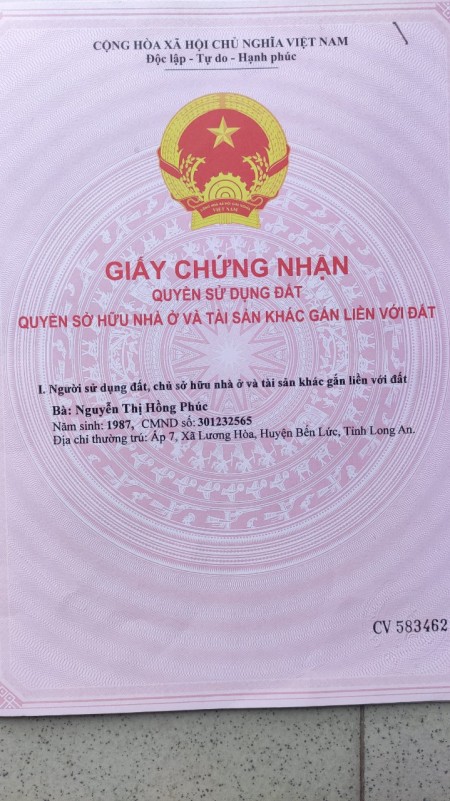 CỘNG HÒA XÃ HỘI CHỦ NGHĨA VIỆT NAM
Độc lập - Tự do - Hạnh phúc
VIỆT NAM
GIẤY CHỨNG NHẬN
QUYỀN SỬ DỤNG ĐẤT
QUYỀN SỞ HỮU NHÀ Ở VÀ TÀI SẢN KHÁC GẮN LIỀN VỚI ĐẤT
I. Người sử dụng đất, chủ sở hữu nhà ở và tài sản khác gắn liền với đất
Bà: Nguyễn Thị Hồng Phúc
Năm sinh: 1987, CMND số: 301232565
Địa chỉ thường trú: Ấp 7, Xã Lương Hòa, Huyện Bến Lức, Tỉnh Long An.
CV 583462